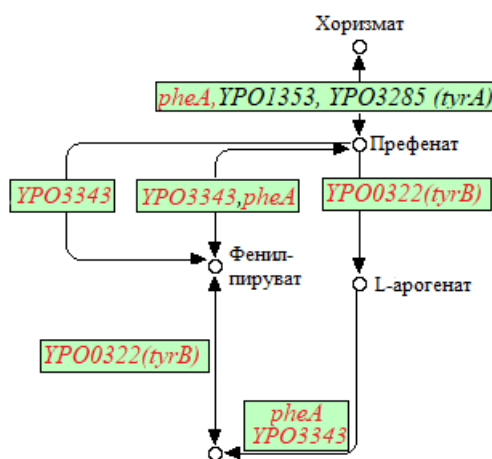 Хоризмат
pheA,YPO1353, YPO3285 (tyrA)
Префенат
YPO3343
YPO3343,pheA
YPO0322(tyrB)
Фенил-
пируват
L-арогенат
YPO0322(tyrB)
pheA
YPO3343